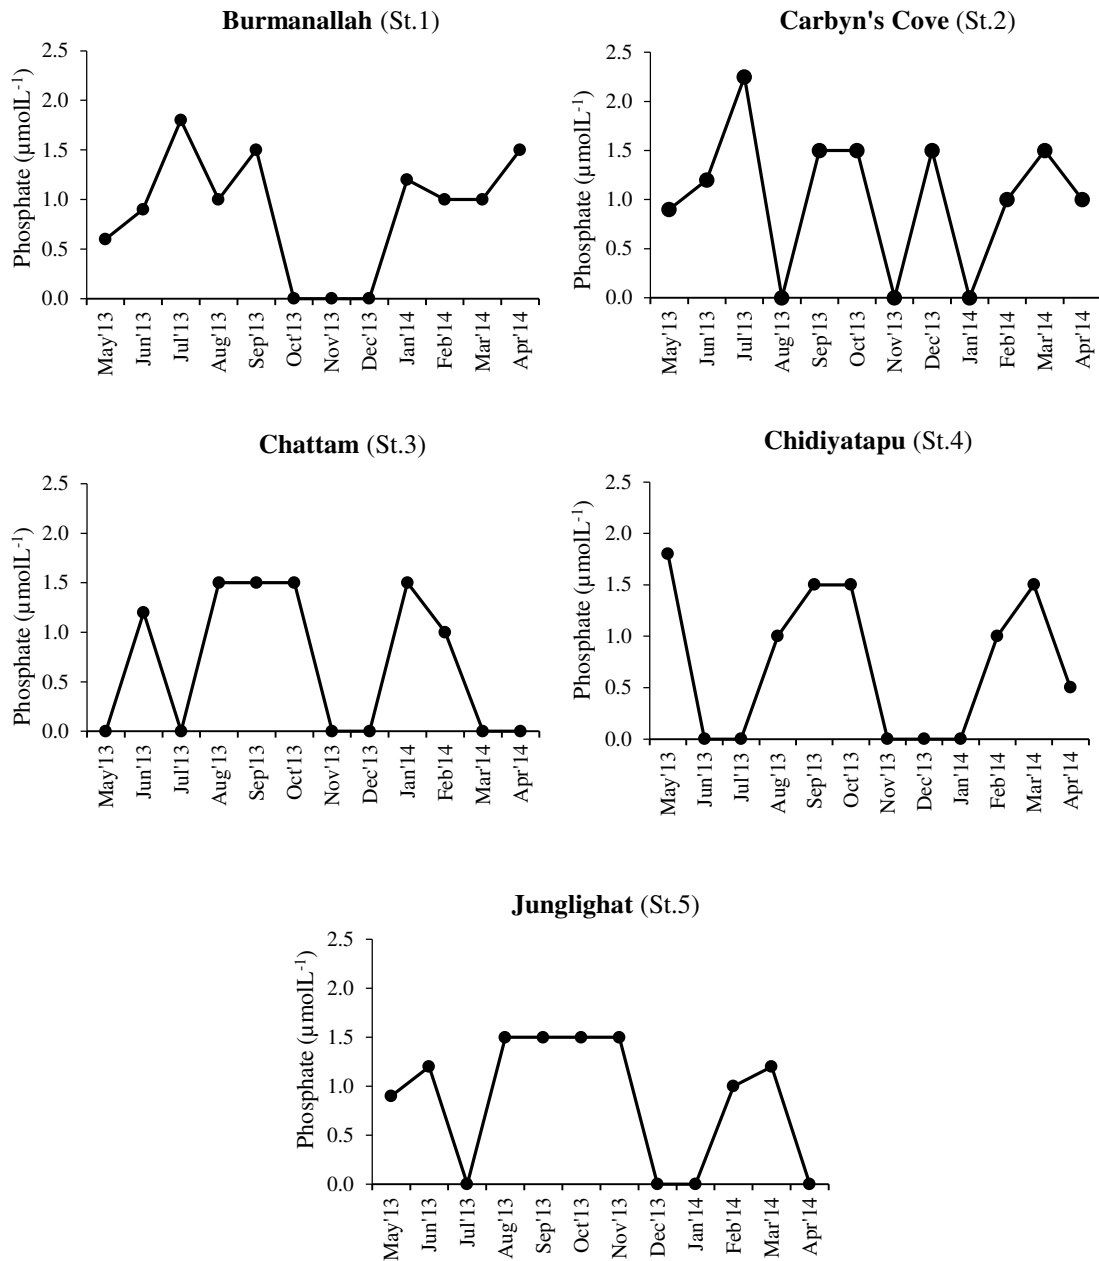 Burmanallah (St.1)
Phosphate (µmolL-1)
2.5
2.0
1.5
1.0
0.5
0.0
May'13
Jun'13
Jul'13
Aug'13
Sep'13
Oct'13
Nov'13
Dec'13
Jan'14
Feb'14
Mar'14
Apr'14
Carbyn's Cove (St.2)
Phosphate (µmolL-1)
2.5
2.0
1.5
1.0
0.5
0.0
May'13
Jun'13
Jul'13
Aug'13
Sep'13
Oct'13
Nov'13
Dec'13
Jan'14
Feb'14
Mar'14
Apr'14
Chattam (St.3)
Phosphate (µmolL-1)
2.5
2.0
1.5
1.0
0.5
0.0
May'13
Jun'13
Jul'13
Aug'13
Sep'13
Oct'13
Nov'13
Dec'13
Jan'14
Feb'14
Mar'14
Apr'14
Chidiyatapu (St.4)
Phosphate (µmolL-1)
2.5
2.0
1.5
1.0
0.5
0.0
May'13
Jun'13
Jul'13
Aug'13
Sep'13
Oct'13
Nov'13
Dec'13
Jan'14
Feb'14
Mar'14
Apr'14
Junglighat (St.5)
Phosphate (µmolL-1)
2.5
2.0
1.5
1.0
0.5
0.0
May'13
Jun'13
Jul'13
Aug'13
Sep'13
Oct'13
Nov'13
Dec'13
Jan'14
Feb'14
Mar'14
Apr'14